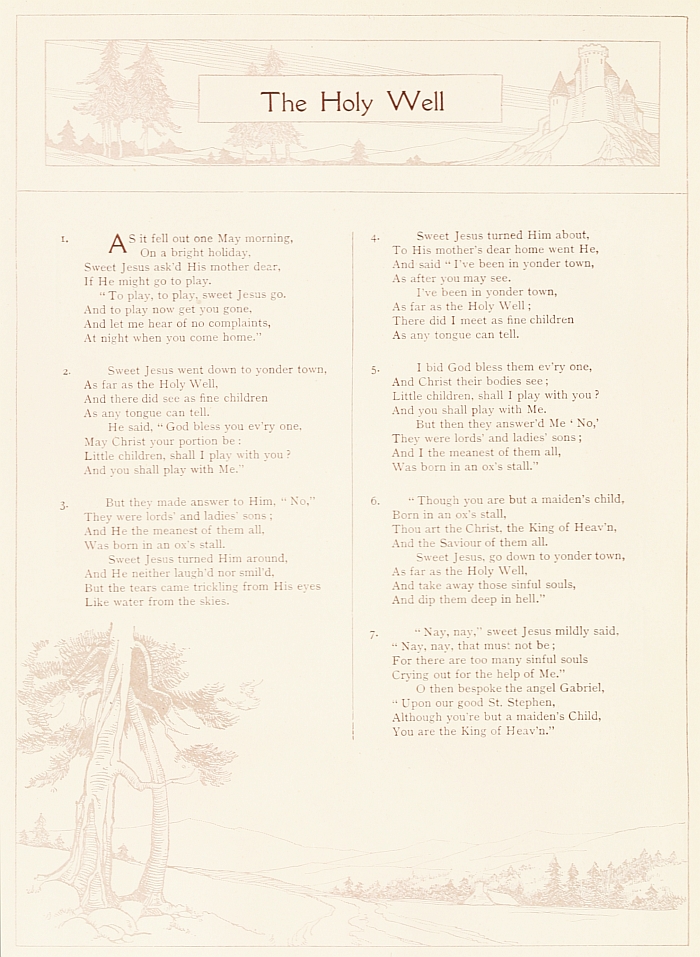 The Holy Well
1. AS it fell out one May morning,
On a bright holiday,
Sweet Jesus ask'd His mother dear,
If He might go to play.
"To play, to play, sweet Jesus go.
And to play now get you gone,
And let me hear of no complaints,
At night when you come home."
2. Sweet Jesus went down to yonder town,
As far as the Holy Well,
And there did see as fine children
As any tongue can tell.
He said, "God bless you ev'ry one,
May Christ your portion be:
Little children, shall I play with you?
And you shall play with Me."
3. But they made answer to Him, "No,"
They were lords' and ladies' sons;
And He the meanest of them all,
Was born in an ox's stall.
Sweet Jesus turned Him around,
And He neither laugh'd nor smil'd,
But the tears came trickling from His eyes
Like water from the skies.
4. Sweet Jesus turned Him about,
To His mother's dear home went He,
And said "I've been in yonder town,
As after you may see.
I've been in yonder town,
As far as the Holy Well;
There did I meet as fine children
As any tongue can tell.
5. I bid God bless them ev'ry one,
And Christ their bodies see;
Little children, shall I play with you?
And you shall play with Me.
But then they answer'd Me 'No,'
They were lords' and ladies' sons;
And I the meanest of them all,
Was born in an ox's stall."
6. "Though you are but a maiden's child,
Born in an ox's stall,
Thou art the Christ, the King of Heav'n,
And the Saviour of them all.
Sweet Jesus, go down to yonder town,
As far as the Holy Well,
And take away those sinful souls,
And dip them deep in hell."
7. "Nay, nay," sweet Jesus mildly said,
"Nay, nay, that must not be;
For there are too many sinful souls
Crying out for the help of Me."
O then bespoke the angel Gabriel,
"Upon our good St. Stephen,
Although you're but a maiden's Child,
You are the King of Heav'n."